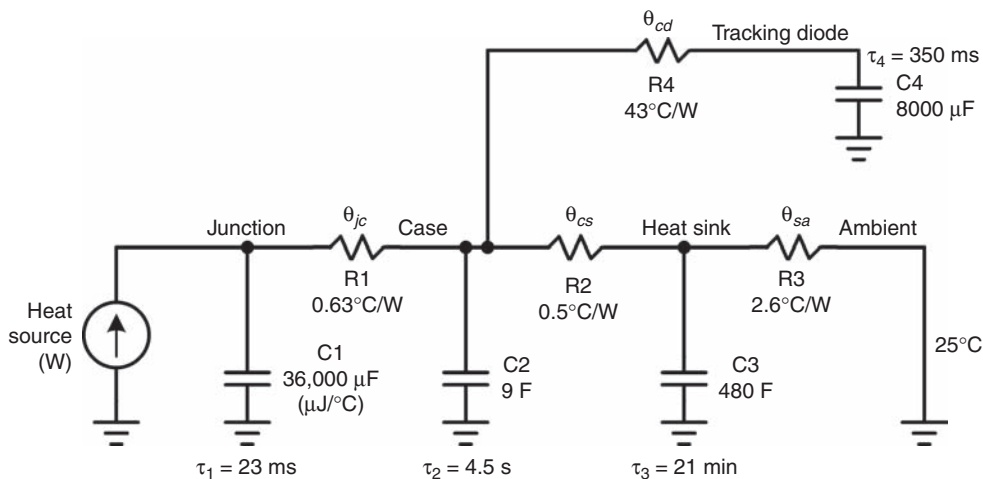 θcd
Tracking diode
τ4 = 350 ms
R4
43°C/W
C4
8000 μF
Junction
θjc
Case
θcs
Heat sink
θsa
Ambient
R1
0.63°C/W
R2
0.5°C/W
R3
2.6°C/W
Heat
source
(W)
C1
36,000 μF
(μJ/°C)
C2
9 F
C3
480 F
25°C
τ1 = 23 ms
τ2 = 4.5 s
τ3 = 21 min